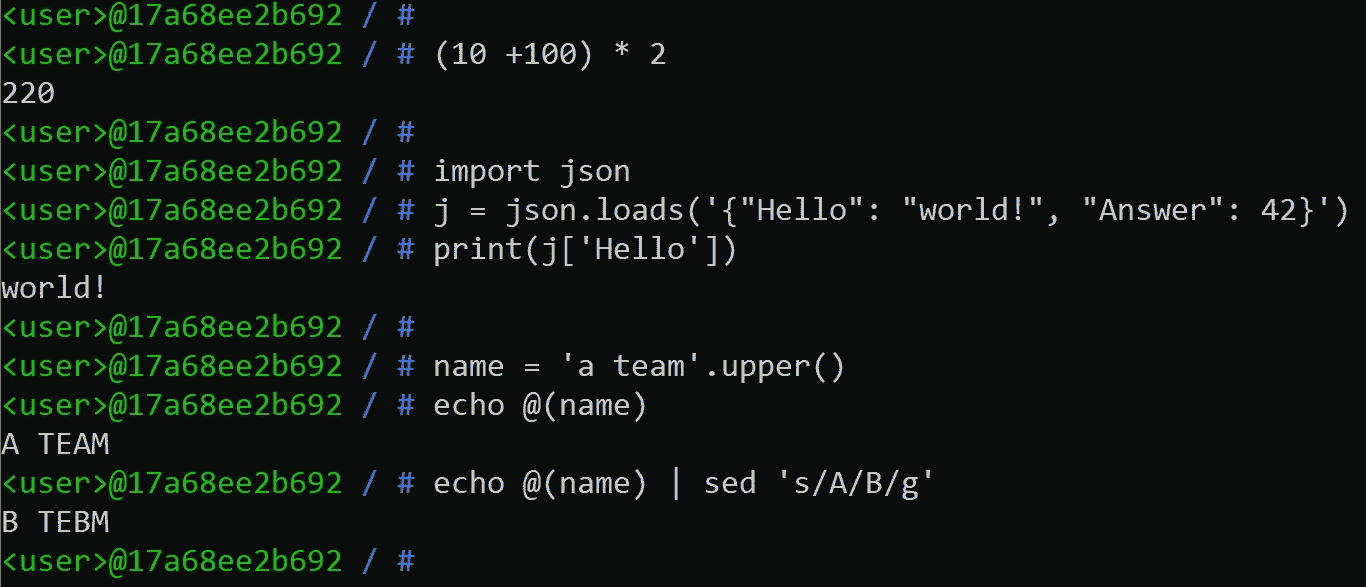 <user>@17a68ee2b692 / #
<user>@17a68ee2b692 / # (10 +100) * 2
220
<user>@17a68ee2b692 / #
<user>@17a68ee2b692 / # import json
<user>@17a68ee2b692 / # j = json.loads('{"Hello": "world!", "Answer": 42}')
<user>@17a68ee2b692 / # print(j['Hello'])
world!
<user>@17a68ee2b692 / #
<user>@17a68ee2b692 / # name = 'a team'.upper()
<user>@17a68ee2b692 / # echo @(name)
A TEAM
<user>@17a68ee2b692 / # echo @(name) | sed 's/A/B/g'
B TEBM
<user>@17a68ee2b692 / #